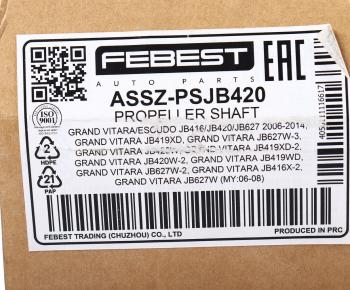 FEBEST
EAC
AUTO PARTS
ISO 9001
ASSZ-PSJB420
PROPELLER SHAFT
GRAND VITARA/ESCUDO JB416/JB420/JB627 2006-2014,
GRAND VITARA JB419XD, GRAND VITARA JB627W-3,
GRAND VITARA JB419XD-2,
GRAND VITARA JB420W-2, GRAND VITARA JB419WD,
GRAND VITARA JB627W-2, GRAND VITARA JB416X-2,
GRAND VITARA JB627W (MY:06-08)
2
HDPE
21
PAP
FEBEST TRADING (CHUZHOU) CO., LTD
PRODUCED IN PRC